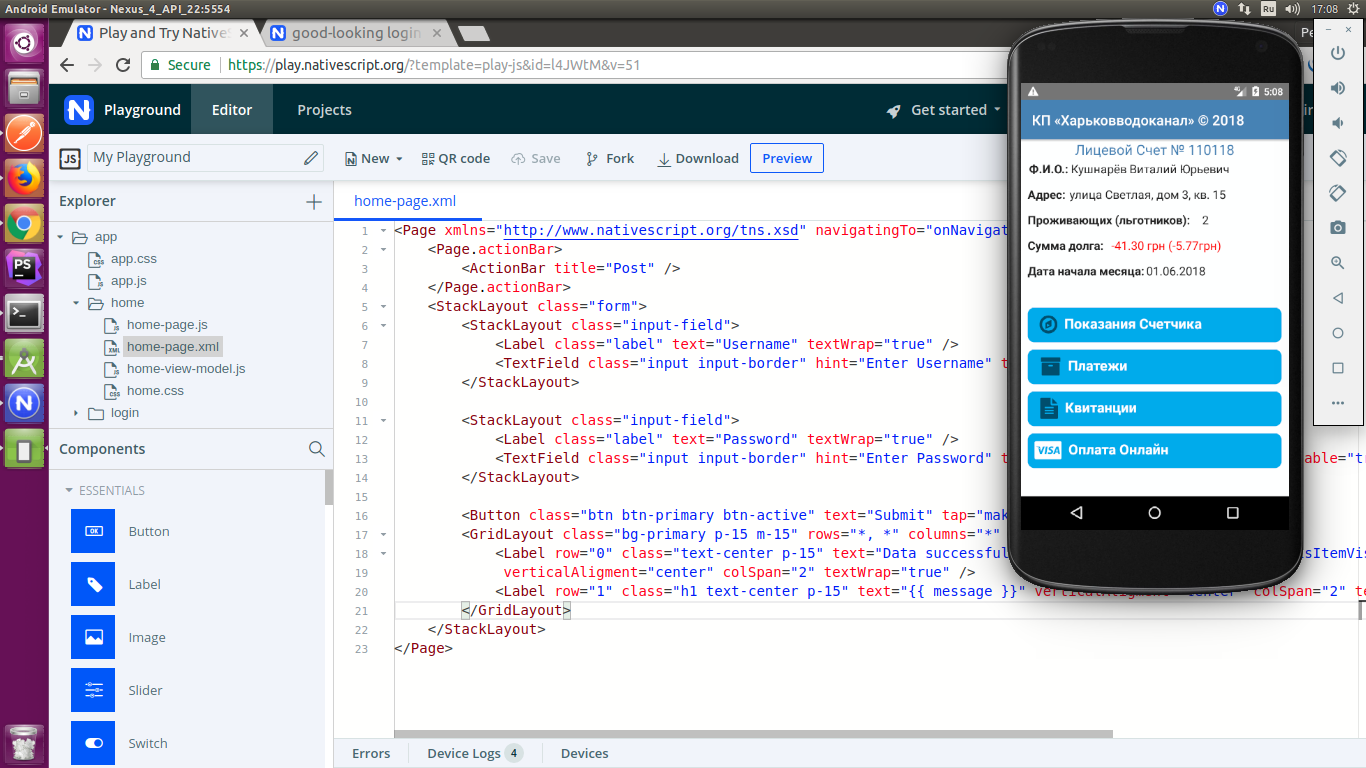 Android Emulator - Nexus_4_API_22:5554
Ru
17:08
Play and Try NativeS
good-looking login
Secure
https://play.nativescript.org/?template=play-js&id=l4JWtM&v=51
Playground
Editor
Projects
Get started
JS
My Playground
New
QR code
Save
Fork
Download
Preview
Explorer
app
app.css
app.js
home
home-page.js
home-page.xml
home-view-model.js
home.css
login
Components
ESSENTIALS
OK
Button
Label
Image
Slider
Switch
home-page.xml
1 <Page xmlns="http://www.nativescript.org/tns.xsd" navigatingTo="onNavigat
2 <Page.actionBar>
3 <ActionBar title="Post" />
4 </Page.actionBar>
5 <StackLayout class="form">
6 <StackLayout class="input-field">
7 <Label class="label" text="Username" textWrap="true" />
8 <TextField class="input input-border" hint="Enter Username" t
9 </StackLayout>
10
11 <StackLayout class="input-field">
12 <Label class="label" text="Password" textWrap="true" />
13 <TextField class="input input-border" hint="Enter Password" t able="tr
14 </StackLayout>
15
16 <Button class="btn btn-primary btn-active" text="Submit" tap="mak
17 <GridLayout class="bg-primary p-15 m-15" rows="*, *" columns="*"
18 <Label row="0" class="text-center p-15" text="Data successful sItemVis
19 verticalAligment="center" colSpan="2" textWrap="true" />
20 <Label row="1" class="h1 text-center p-15" text="{{ message }}" verticalAligment="center" colSpan="2" te
21 </GridLayout>
22 </StackLayout>
23 </Page>
Errors
Device Logs 4
Devices
5:08
КП «Харьковводоканал» © 2018
Лицевой Счет № 110118
Ф.И.О.: Кушнарёв Виталий Юрьевич
Адрес: улица Светлая, дом 3, кв. 15
Проживающих (льготников): 2
Сумма долга: -41.30 грн (-5.77грн)
Дата начала месяца: 01.06.2018
Показания Счетчика
Платежи
Квитанции
VISA Оплата Онлайн